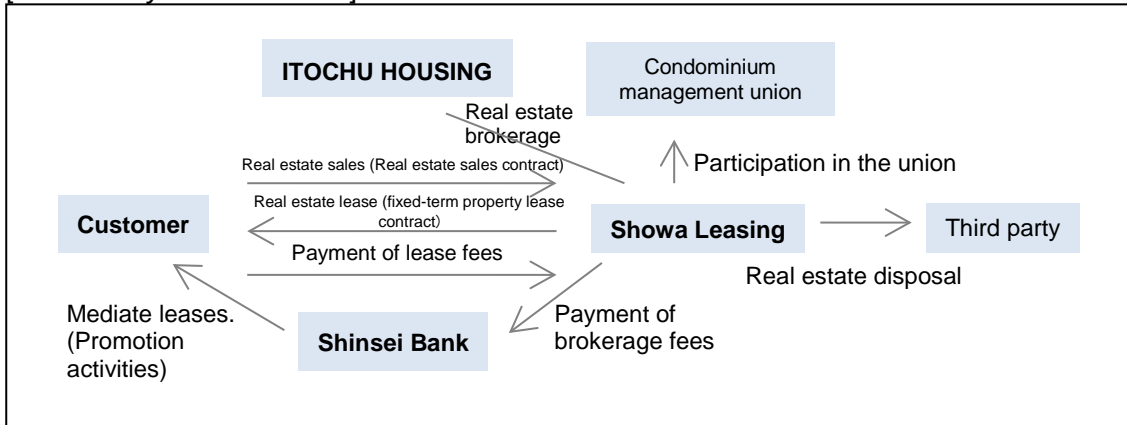 ITOCHU HOUSING
Condominium
management union
Real estate
brokerage
Real estate sales (Real estate sales contract)
Participation in the union
Real estate lease (fixed-term property lease
contract)
Customer
Showa Leasing
Third party
Payment of lease fees
Real estate disposal
Mediate leases.
(Promotion
activities)
Shinsei Bank
Payment of
brokerage fees